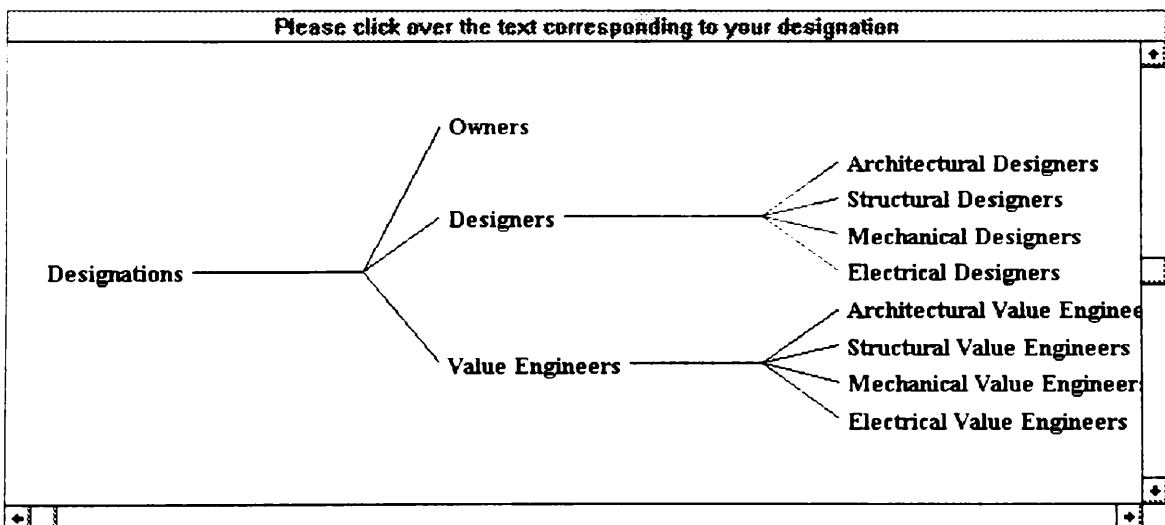 Please click over the text corresponding to your designation
Owners
Architectural Designers
Structural Designers
Designers
Mechanical Designers
Designations
Electrical Designers
Architectural Value Enginee
Structural Value Engineers
Value Engineers
Mechanical Value Engineers
Electrical Value Engineers